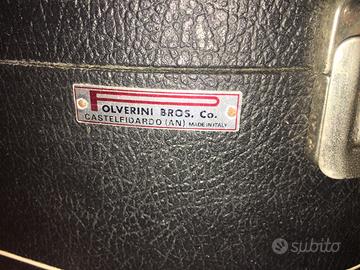 POLVERINI BROS. Co.
CASTELFIDARDO (AN) MADE IN ITALY
subito